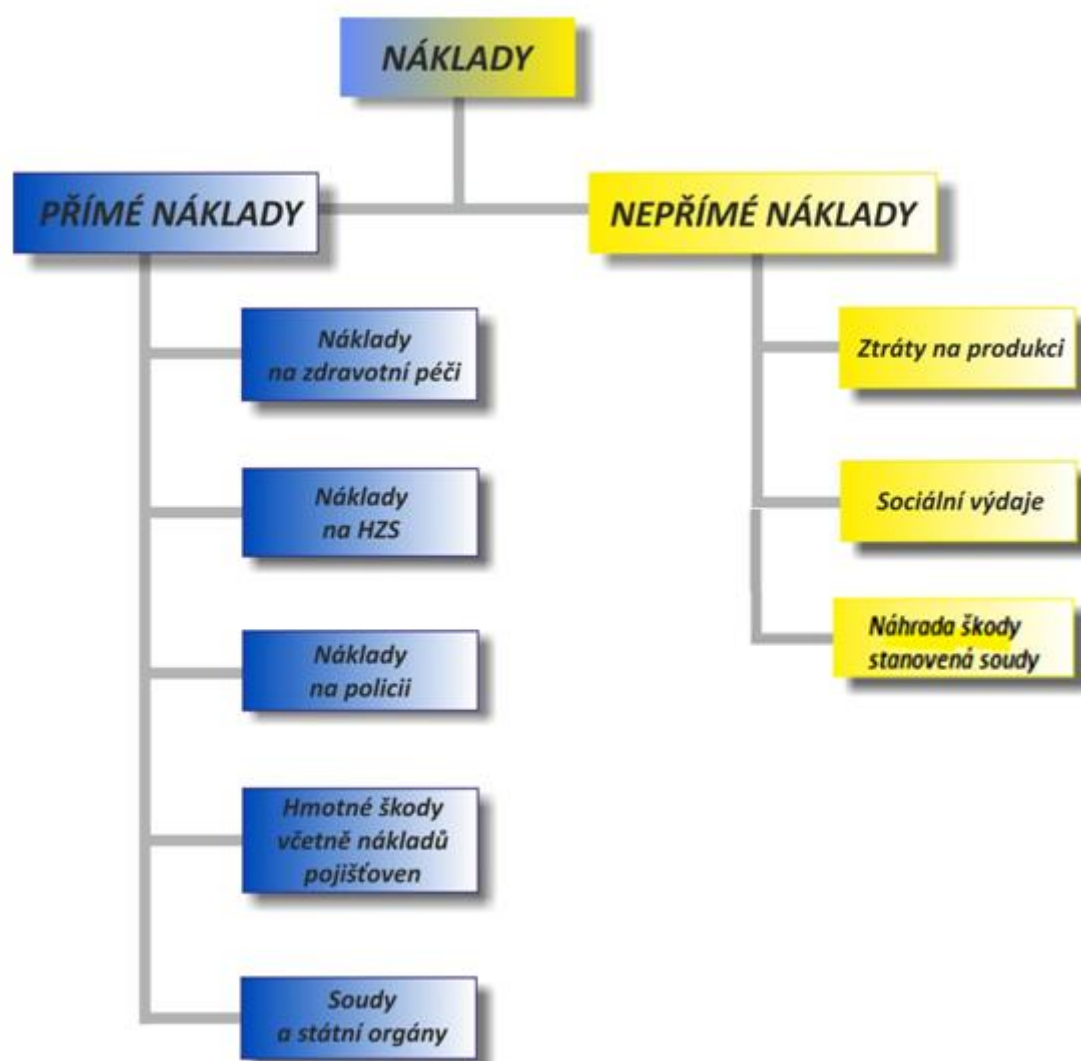 NÁKLADY
PŘÍMÉ NÁKLADY
NEPŘÍMÉ NÁKLADY
Náklady
na zdravotní péči
Náklady
na HZS
Náklady
na policii
Hmotné škody
včetně nákladů
pojišťoven
Soudy
a státní orgány
Ztráty na produkci
Sociální výdaje
Náhrada škody
stanovená soudy